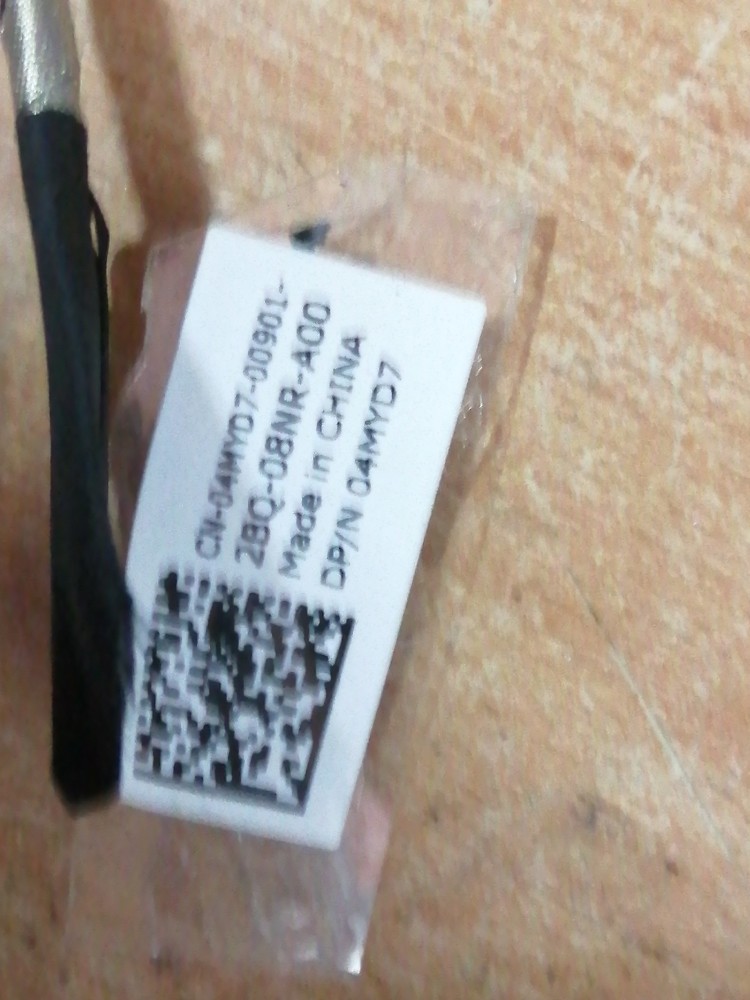 CN-04MYD7-00901-
2BQ-08NR-A00
Made in CHINA
DP/N 04MYD7